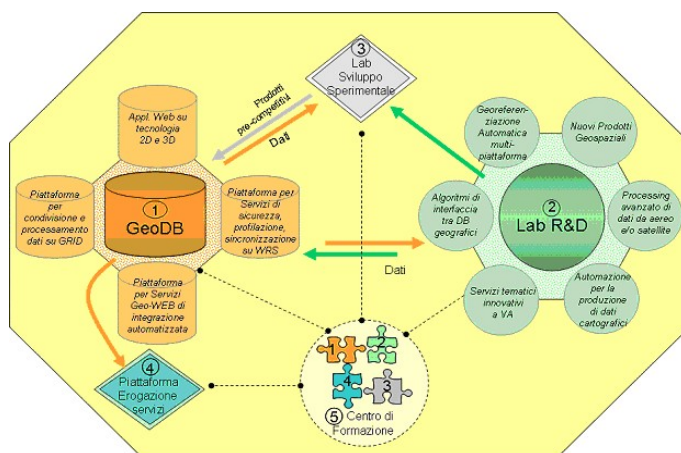 3
Lab
Sviluppo
Sperimentale
Prodotti
pre-competitivi
Dati
Appl. Web su
tecnologia
2D e 3D
Piattaforma
per
condivisione e
processamento
dati su GRID
1
GeoDB
Piattaforma per
Servizi di
sicurezza,
profilazione,
sincronizzazione
su WRS
Piattaforma
per Servizi
Geo-WEB di
integrazione
automatizzata
Georeferen-
ziazione
Automatica
multi-
piattaforma
Nuovi Prodotti
Geospaziali
Algoritmi di
interfaccia
tra DB
geografici
2
Lab R&D
Processing
avanzato di
dati da aereo
e/o satellite
Servizi tematici
innovativi
a VA
Automazione
per la
produzione
di dati
cartografici
Dati
4
Piattaforma
Erogazione
servizi
1
2
4
3
5 Centro di
Formazione